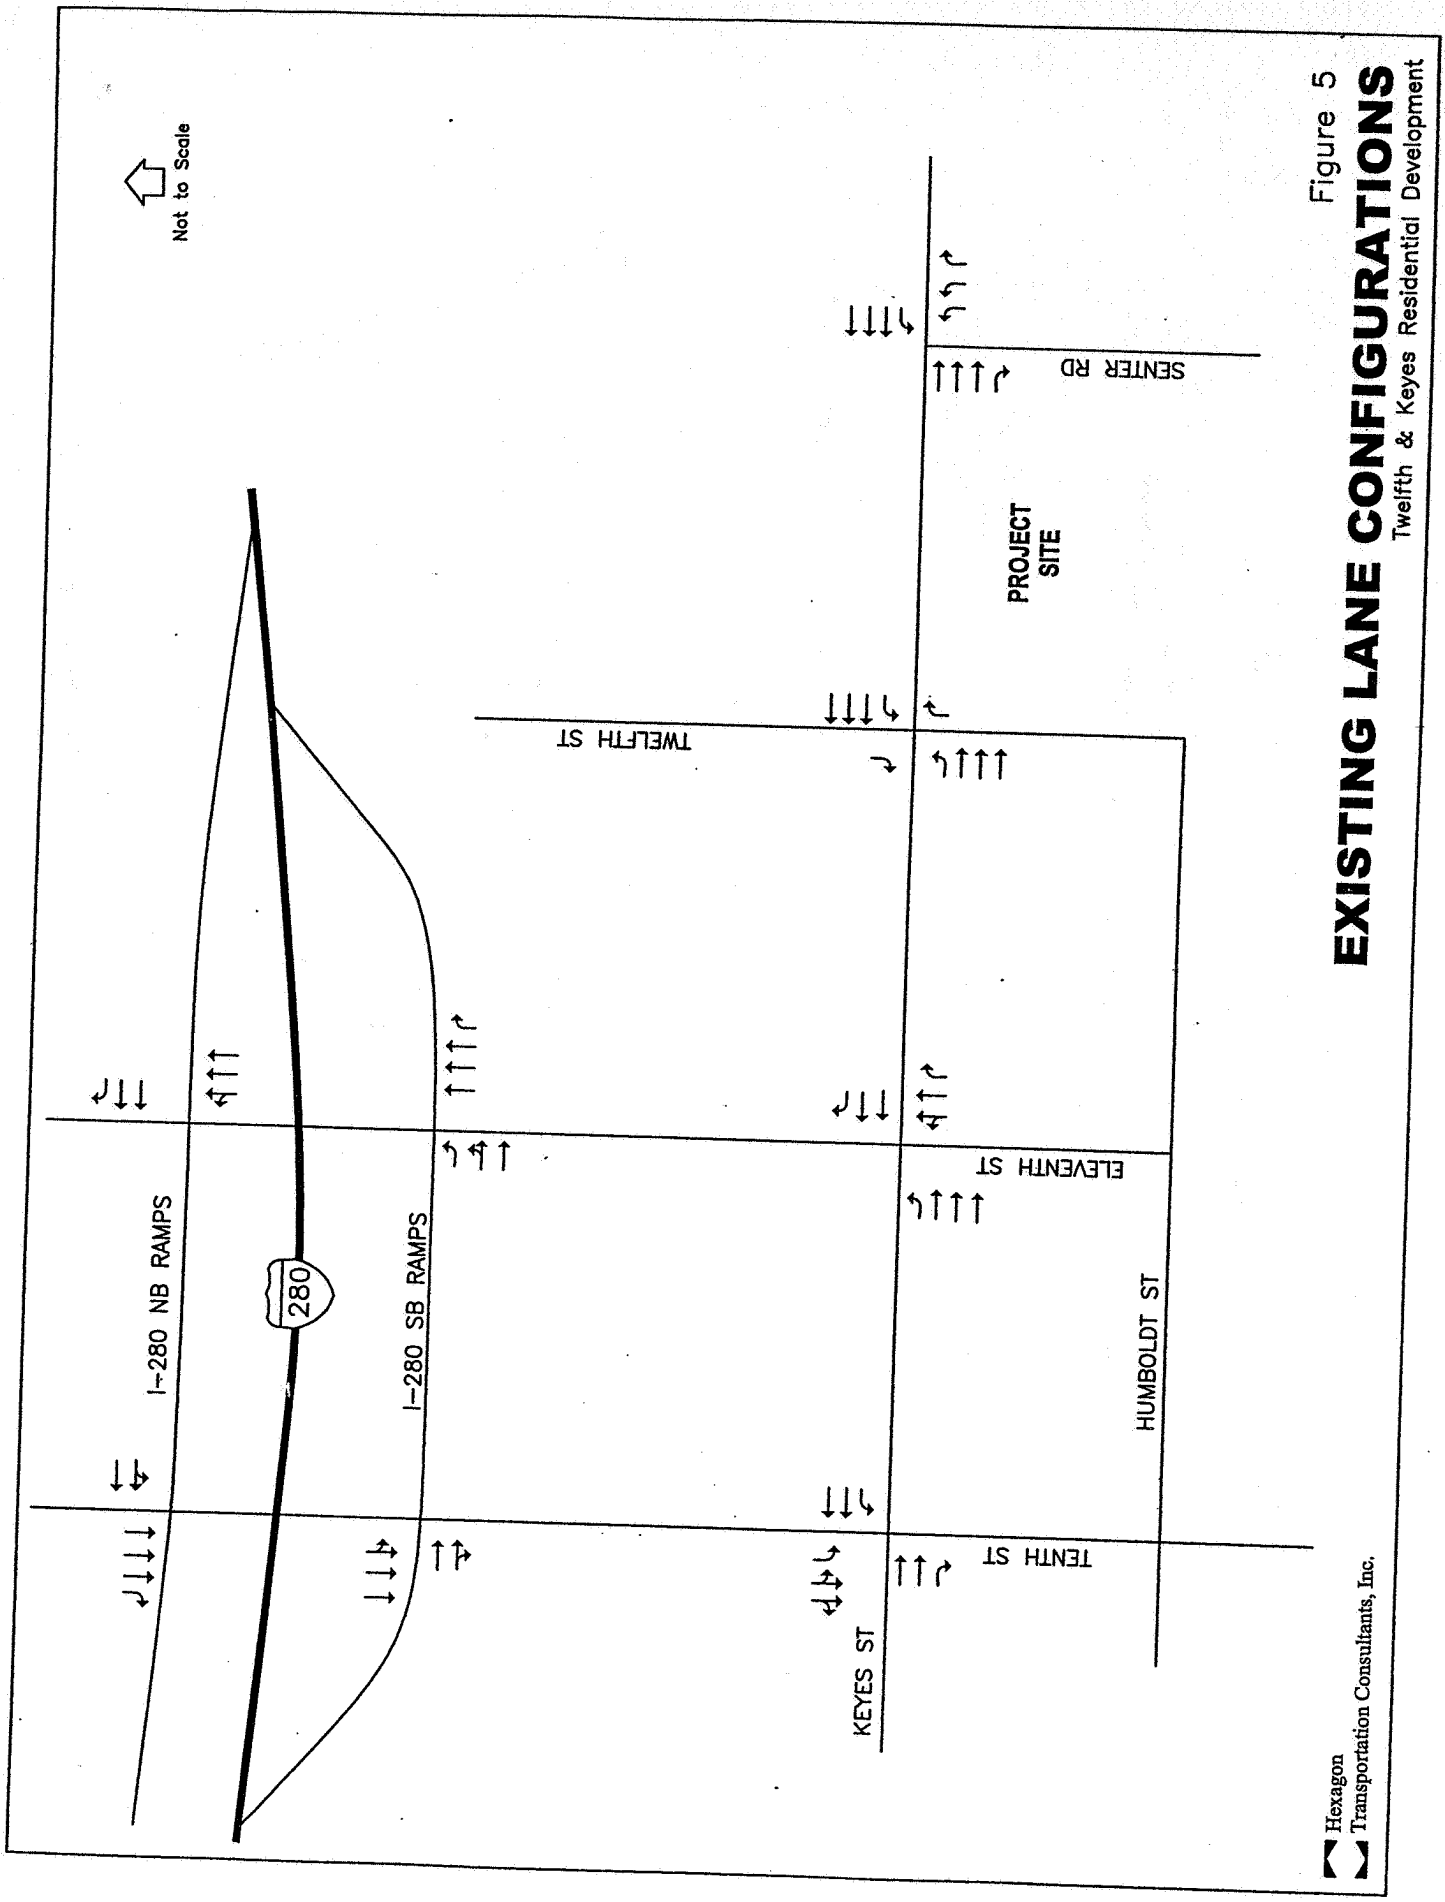 Not to Scale
I-280 NB RAMPS
280
I-280 SB RAMPS
TWELFTH ST
KEYES ST
TENTH ST
ELEVENTH ST
HUMBOLDT ST
PROJECT
SITE
SENTER RD
Figure 5
EXISTING LANE CONFIGURATIONS
Twelfth & Keyes Residential Development
Hexagon
Transportation Consultants, Inc.